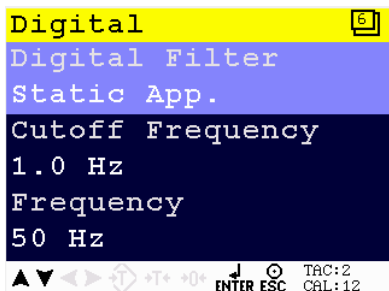 Digital 6
Digital Filter
Static App.
Cutoff Frequency
1.0 Hz
Frequency
50 Hz
T +T+ +0+ ENTER ESC TAC:2
CAL:12